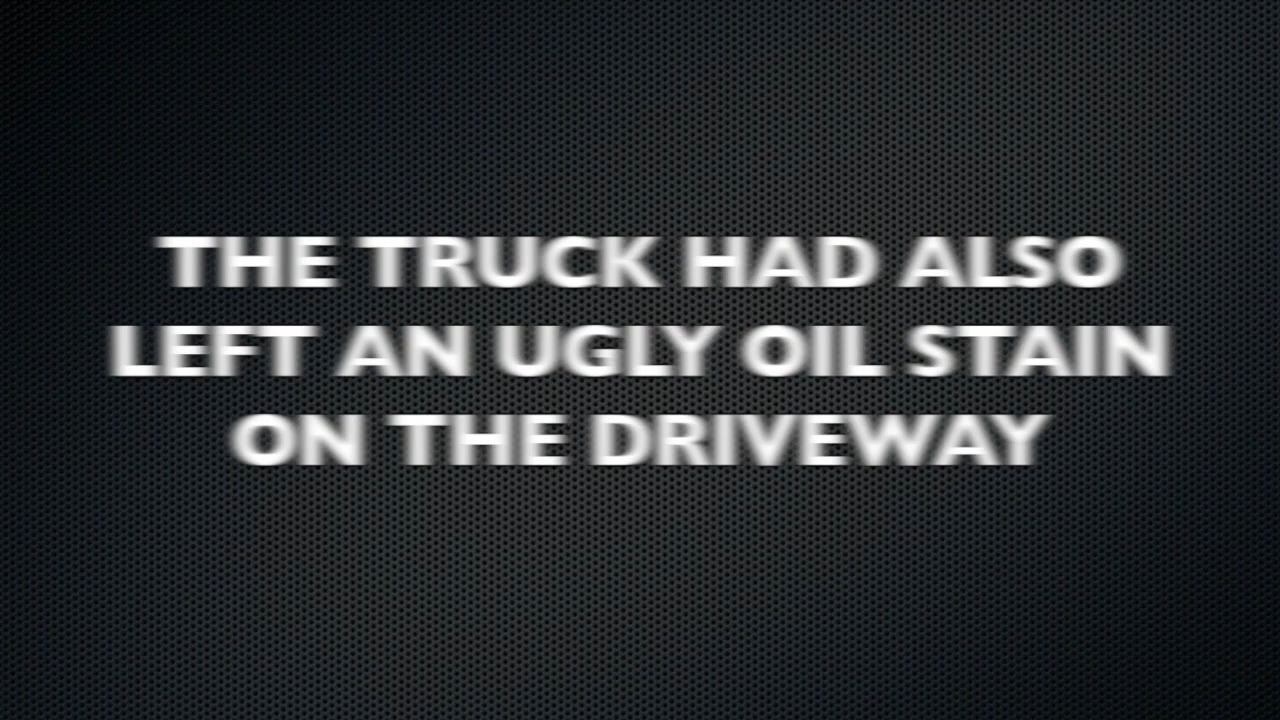 THE TRUCK HAD ALSO
LEFT AN UGLY OIL STAIN
ON THE DRIVEWAY